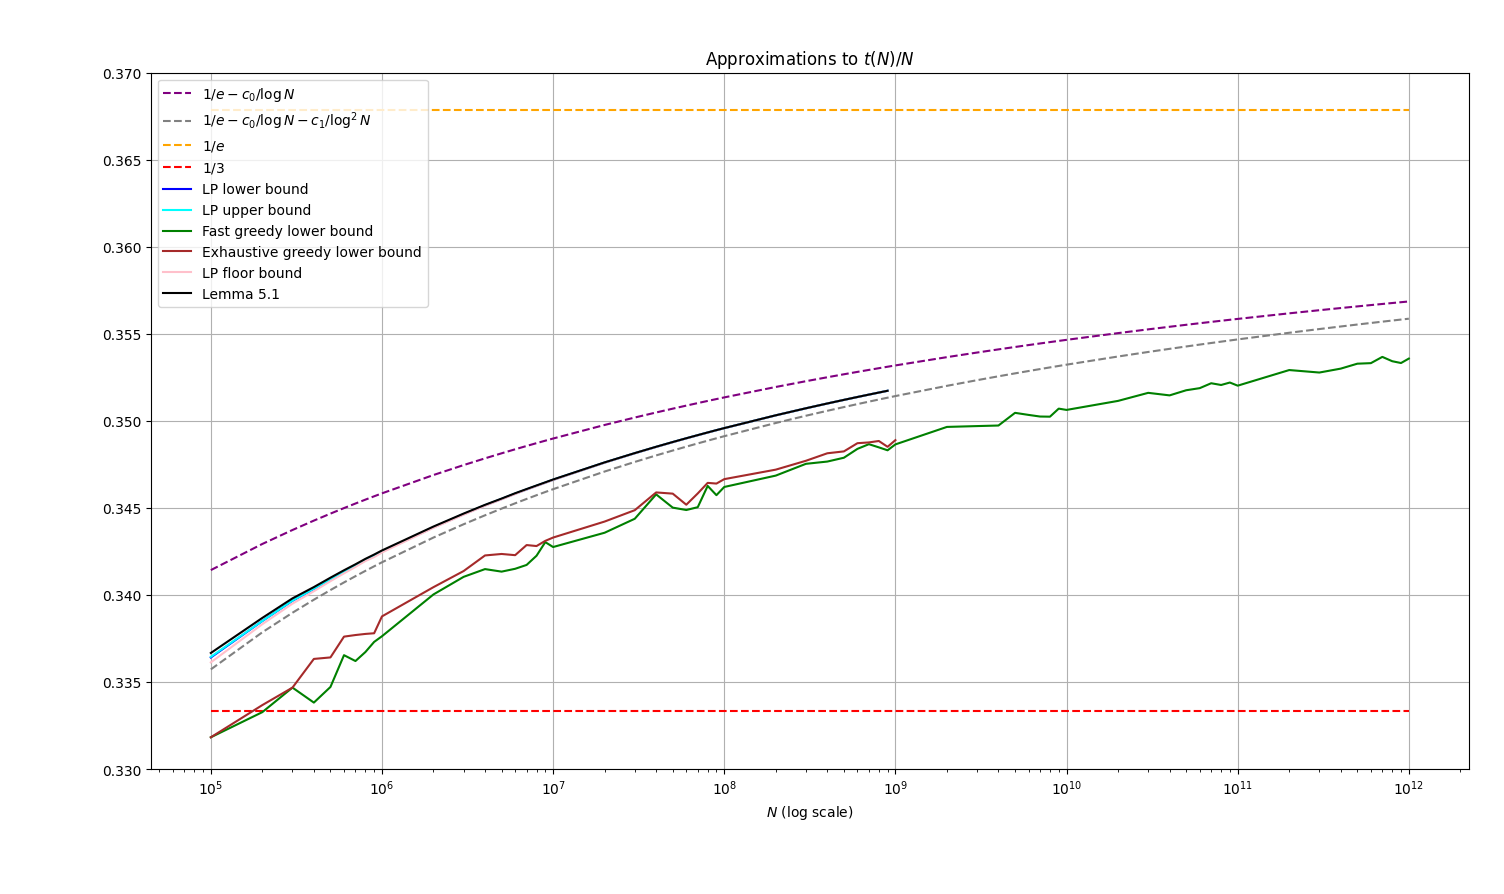 Approximations to t(N)/N
0.370
0.365
0.360
0.355
0.350
0.345
0.340
0.335
0.330
1/e − c₀/log N
1/e − c₀/log N − c₁/log² N
1/e
1/3
LP lower bound
LP upper bound
Fast greedy lower bound
Exhaustive greedy lower bound
LP floor bound
Lemma 5.1
10⁵ 10⁶ 10⁷ 10⁸ 10⁹ 10¹⁰ 10¹¹ 10¹²
N (log scale)